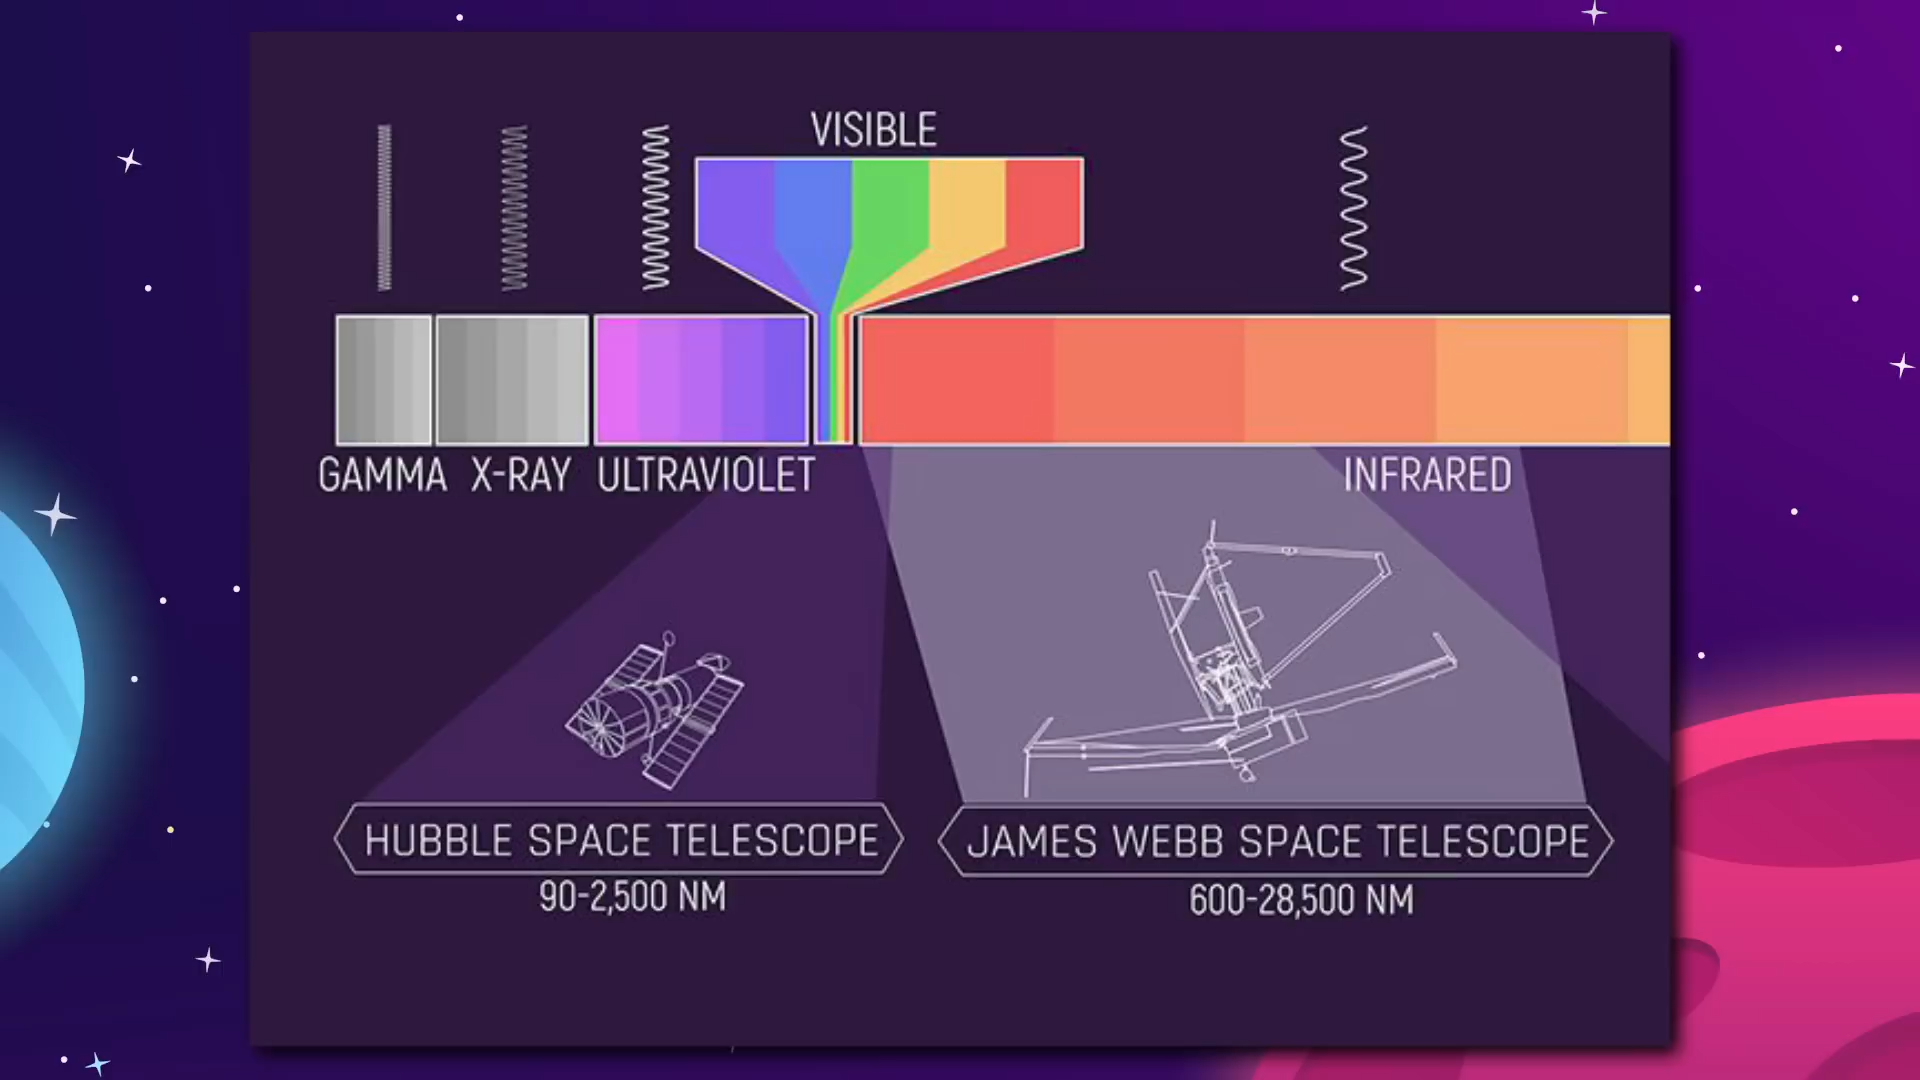 VISIBLE
GAMMA X-RAY ULTRAVIOLET INFRARED
HUBBLE SPACE TELESCOPE
90-2,500 NM
JAMES WEBB SPACE TELESCOPE
600-28,500 NM